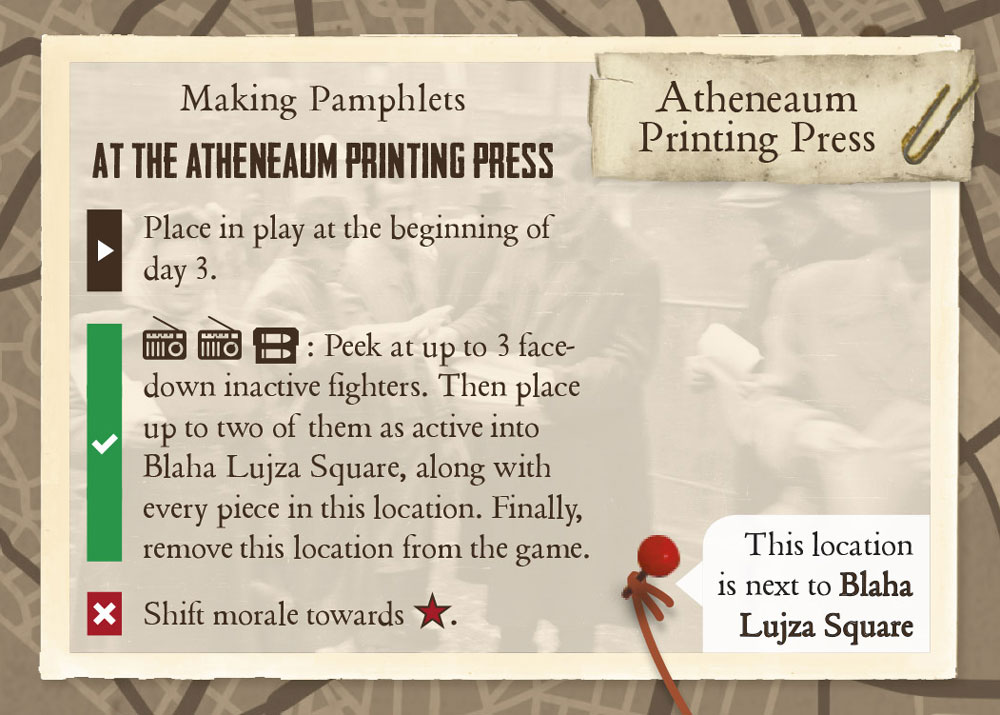 Making Pamphlets
AT THE ATHENEAUM PRINTING PRESS
Atheneaum
Printing Press
Place in play at the beginning of
day 3.
: Peek at up to 3 face-
down inactive fighters. Then place
up to two of them as active into
Blaha Lujza Square, along with
every piece in this location. Finally,
remove this location from the game.
Shift morale towards ★.
This location
is next to Blaha
Lujza Square